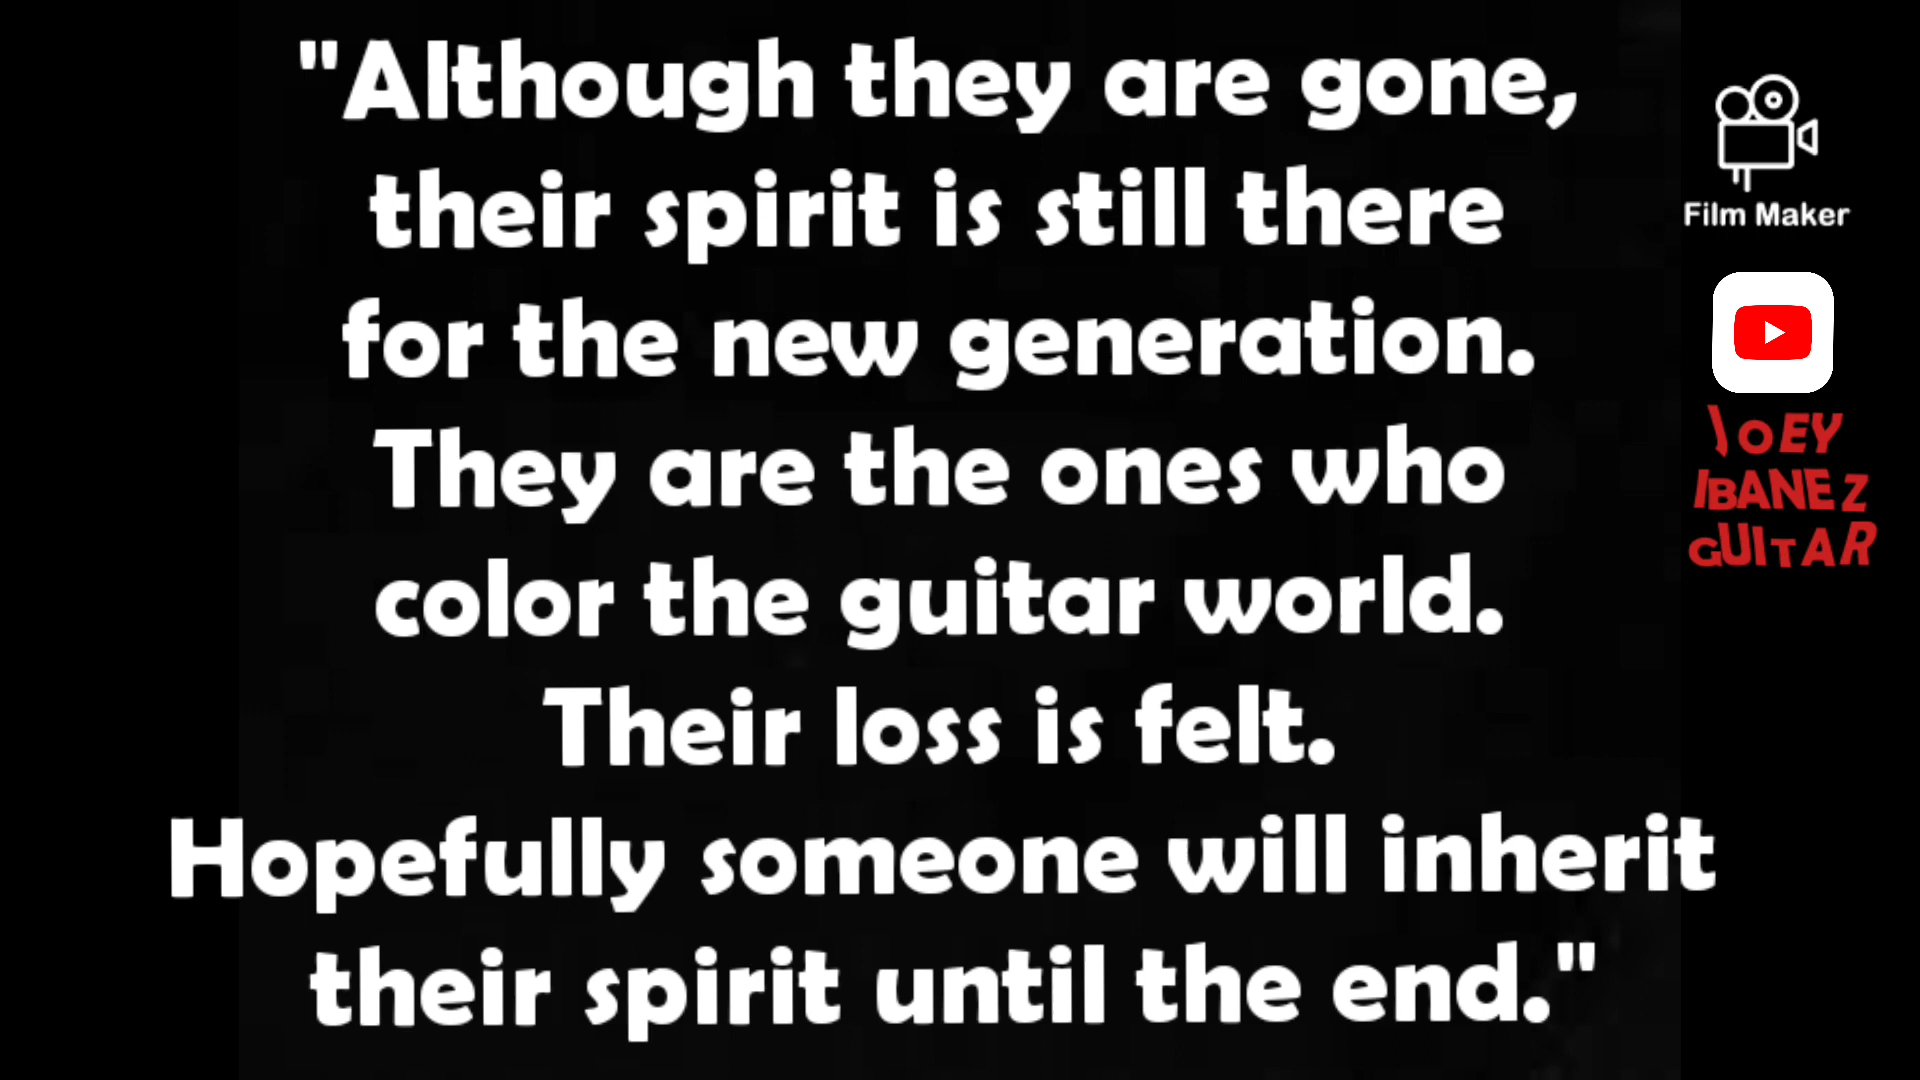 "Although they are gone,
their spirit is still there
for the new generation.
They are the ones who
color the guitar world.
Their loss is felt.
Hopefully someone will inherit
their spirit until the end."
Film Maker
JOEY
IBANEZ
GUITAR